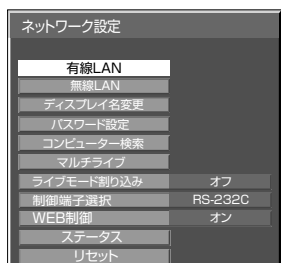 ネットワーク設定
有線LAN
無線LAN
ディスプレイ名変更
パスワード設定
コンピューター検索
マルチライブ
ライブモード割り込み オフ
制御端子選択 RS-232C
WEB制御 オン
ステータス
リセット